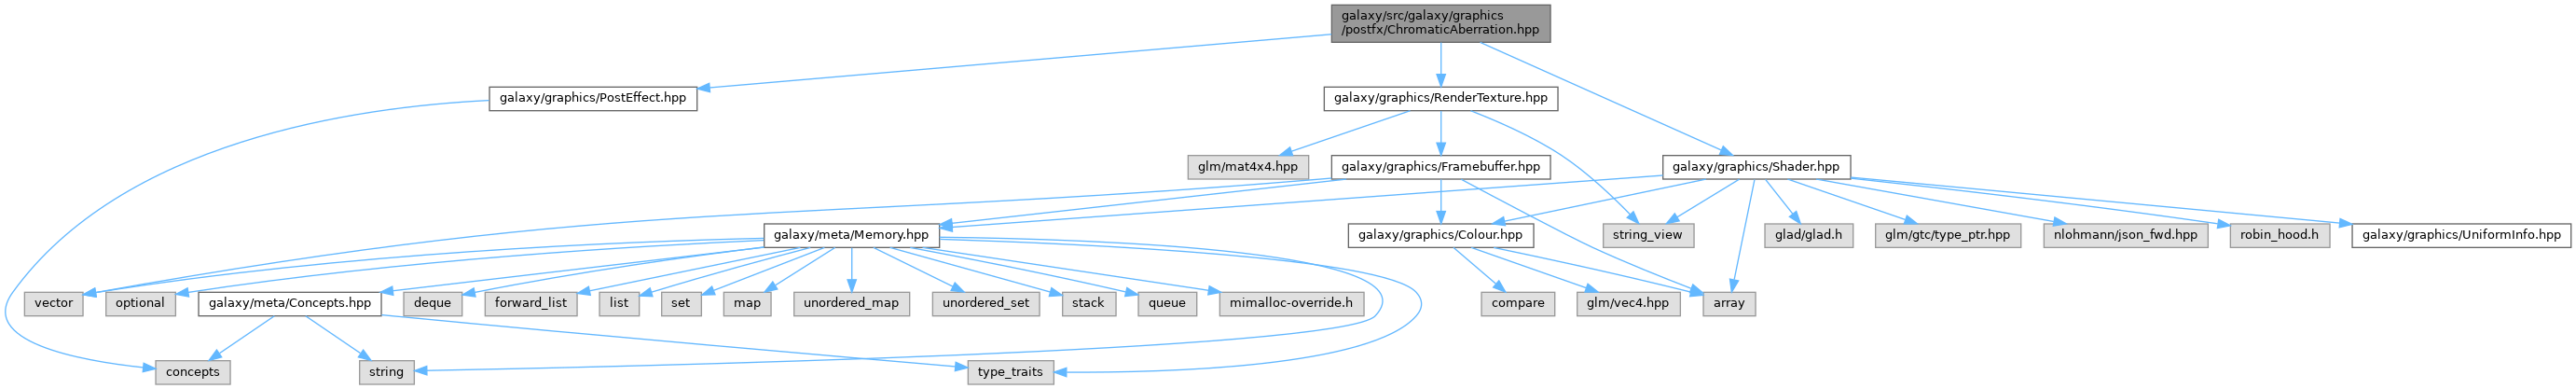 galaxy/src/galaxy/graphics
/postfx/ChromaticAberration.hpp
galaxy/graphics/PostEffect.hpp
galaxy/graphics/RenderTexture.hpp
glm/mat4x4.hpp
galaxy/graphics/Framebuffer.hpp
galaxy/graphics/Shader.hpp
galaxy/meta/Memory.hpp
galaxy/graphics/Colour.hpp
string_view
glad/glad.h
glm/gtc/type_ptr.hpp
nlohmann/json_fwd.hpp
robin_hood.h
galaxy/graphics/UniformInfo.hpp
vector
optional
galaxy/meta/Concepts.hpp
deque
forward_list
list
set
map
unordered_map
unordered_set
stack
queue
mimalloc-override.h
compare
glm/vec4.hpp
array
concepts
string
type_traits